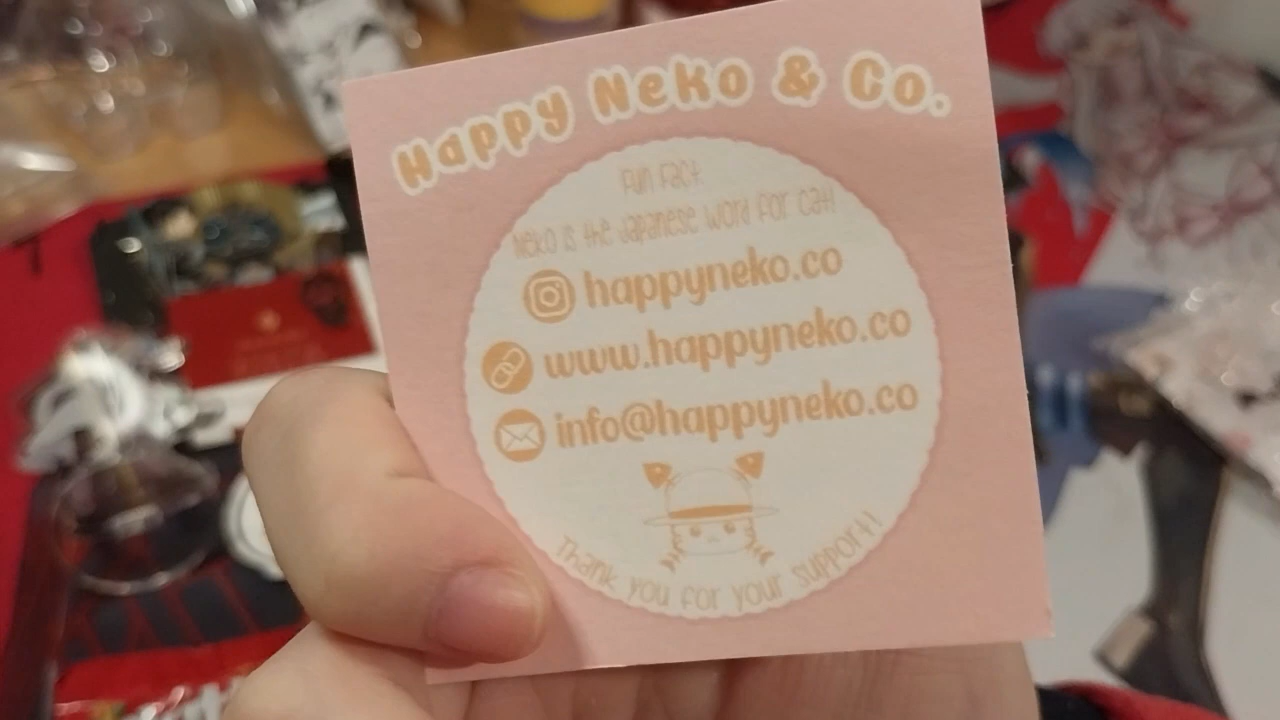 Happy Neko & Co.
Fun Fact:
Neko is the Japanese word for cat!
happyneko.co
www.happyneko.co
info@happyneko.co
Thank you for your support!